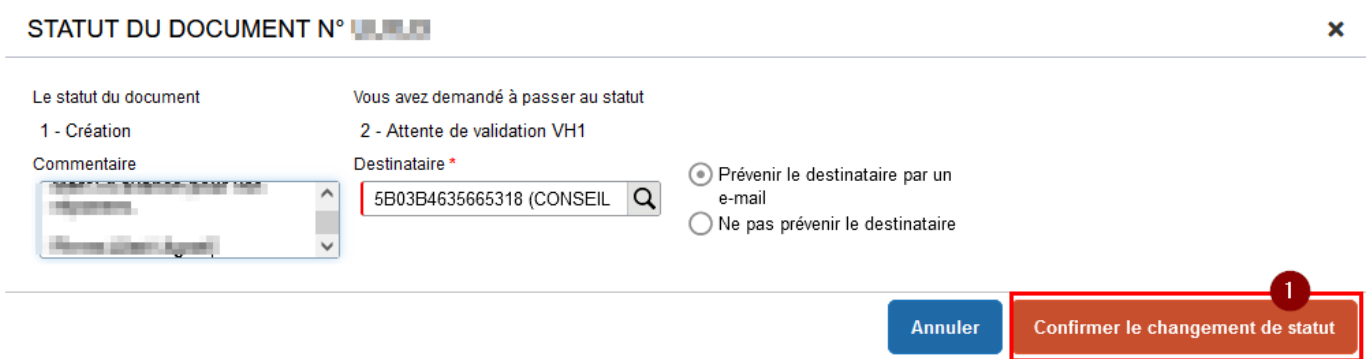 STATUT DU DOCUMENT N°
Le statut du document
Vous avez demandé à passer au statut
1 - Création
2 - Attente de validation VH1
Commentaire
Destinataire *
5B03B4635665318 (CONSEIL
Prévenir le destinataire par un
e-mail
Ne pas prévenir le destinataire
1
Annuler
Confirmer le changement de statut